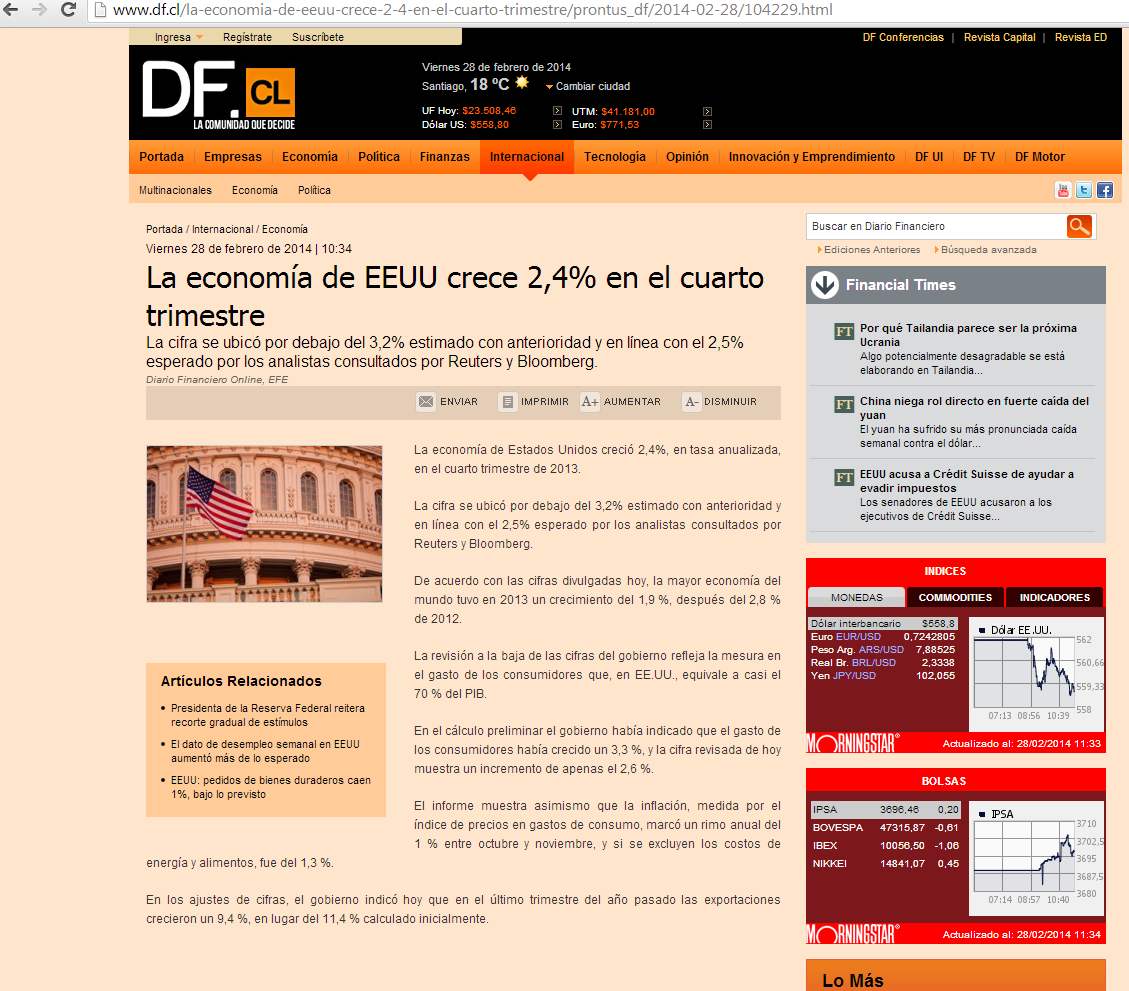 www.df.cl/la-economia-de-eeuu-crece-2-4-en-el-cuarto-trimestre/prontus_df/2014-02-28/104229.html
Ingresa Regístrate Suscríbete
DF Conferencias | Revista Capital | Revista ED
DF.CL
LA COMUNIDAD QUE DECIDE
Viernes 28 de febrero de 2014
Santiago, 18 ºC Cambiar ciudad
UF Hoy: $23.508,46 UTM: $41.181,00
Dólar US: $558,80 Euro: $771,53
Portada Empresas Economía Política Finanzas Internacional Tecnología Opinión Innovación y Emprendimiento DF UI DF TV DF Motor
Multinacionales Economía Política
Portada / Internacional / Economía
Viernes 28 de febrero de 2014 | 10:34
La economía de EEUU crece 2,4% en el cuarto
trimestre
La cifra se ubicó por debajo del 3,2% estimado con anterioridad y en línea con el 2,5%
esperado por los analistas consultados por Reuters y Bloomberg.
Diario Financiero Online, EFE
ENVIAR IMPRIMIR A+ AUMENTAR A- DISMINUIR
La economía de Estados Unidos creció 2,4%, en tasa anualizada,
en el cuarto trimestre de 2013.
La cifra se ubicó por debajo del 3,2% estimado con anterioridad y
en línea con el 2,5% esperado por los analistas consultados por
Reuters y Bloomberg.
De acuerdo con las cifras divulgadas hoy, la mayor economía del
mundo tuvo en 2013 un crecimiento del 1,9 %, después del 2,8 %
de 2012.
La revisión a la baja de las cifras del gobierno refleja la mesura en
el gasto de los consumidores que, en EE.UU., equivale a casi el
70 % del PIB.
En el cálculo preliminar el gobierno había indicado que el gasto de
los consumidores había crecido un 3,3 %, y la cifra revisada de hoy
muestra un incremento de apenas el 2,6 %.
El informe muestra asimismo que la inflación, medida por el
índice de precios en gastos de consumo, marcó un rimo anual del
1 % entre octubre y noviembre, y si se excluyen los costos de
energía y alimentos, fue del 1,3 %.
En los ajustes de cifras, el gobierno indicó hoy que en el último trimestre del año pasado las exportaciones
crecieron un 9,4 %, en lugar del 11,4 % calculado inicialmente.
Artículos Relacionados
Presidenta de la Reserva Federal reitera
recorte gradual de estímulos
El dato de desempleo semanal en EEUU
aumentó más de lo esperado
EEUU: pedidos de bienes duraderos caen
1%, bajo lo previsto
Buscar en Diario Financiero
Ediciones Anteriores Búsqueda avanzada
Financial Times
FT Por qué Tailandia parece ser la próxima
Ucrania
Algo potencialmente desagradable se está
elaborando en Tailandia...
FT China niega rol directo en fuerte caída del
yuan
El yuan ha sufrido su más pronunciada caída
semanal contra el dólar...
FT EEUU acusa a Crédit Suisse de ayudar a
evadir impuestos
Los senadores de EEUU acusaron a los
ejecutivos de Crédit Suisse...
INDICES
MONEDAS COMMODITIES INDICADORES
Dólar interbancario $558,8
Euro EUR/USD 0,7242805
Peso Arg. ARS/USD 7,88525
Real Br. BRL/USD 2,3338
Yen JPY/USD 102,055
Dólar EE.UU.
562
560,66
559,33
558
07:13 08:56 10:39
MORNINGSTAR® Actualizado al: 28/02/2014 11:33
BOLSAS
IPSA 3696,46 0,20
BOVESPA 47315,87 -0,61
IBEX 10056,50 -1,06
NIKKEI 14841,07 0,45
IPSA
3710
3702,5
3695
3687,5
3680
07:14 08:57 10:40
MORNINGSTAR® Actualizado al: 28/02/2014 11:34
Lo Más